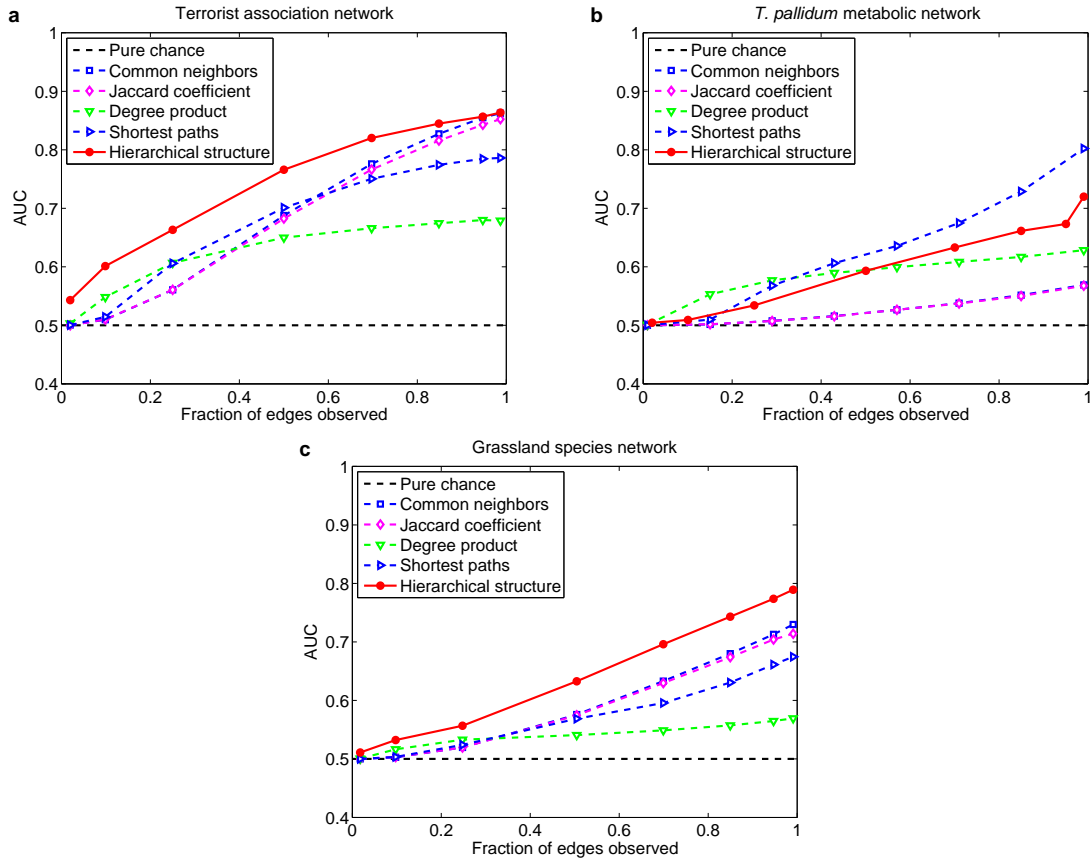 a
Terrorist association network
Pure chance
Common neighbors
Jaccard coefficient
Degree product
Shortest paths
Hierarchical structure
1
0.9
0.8
0.7
0.6
0.5
0.4
AUC
0
0.2
0.4
0.6
0.8
1
Fraction of edges observed
b
T. pallidum metabolic network
Pure chance
Common neighbors
Jaccard coefficient
Degree product
Shortest paths
Hierarchical structure
1
0.9
0.8
0.7
0.6
0.5
0.4
AUC
0
0.2
0.4
0.6
0.8
1
Fraction of edges observed
c
Grassland species network
Pure chance
Common neighbors
Jaccard coefficient
Degree product
Shortest paths
Hierarchical structure
1
0.9
0.8
0.7
0.6
0.5
0.4
AUC
0
0.2
0.4
0.6
0.8
1
Fraction of edges observed